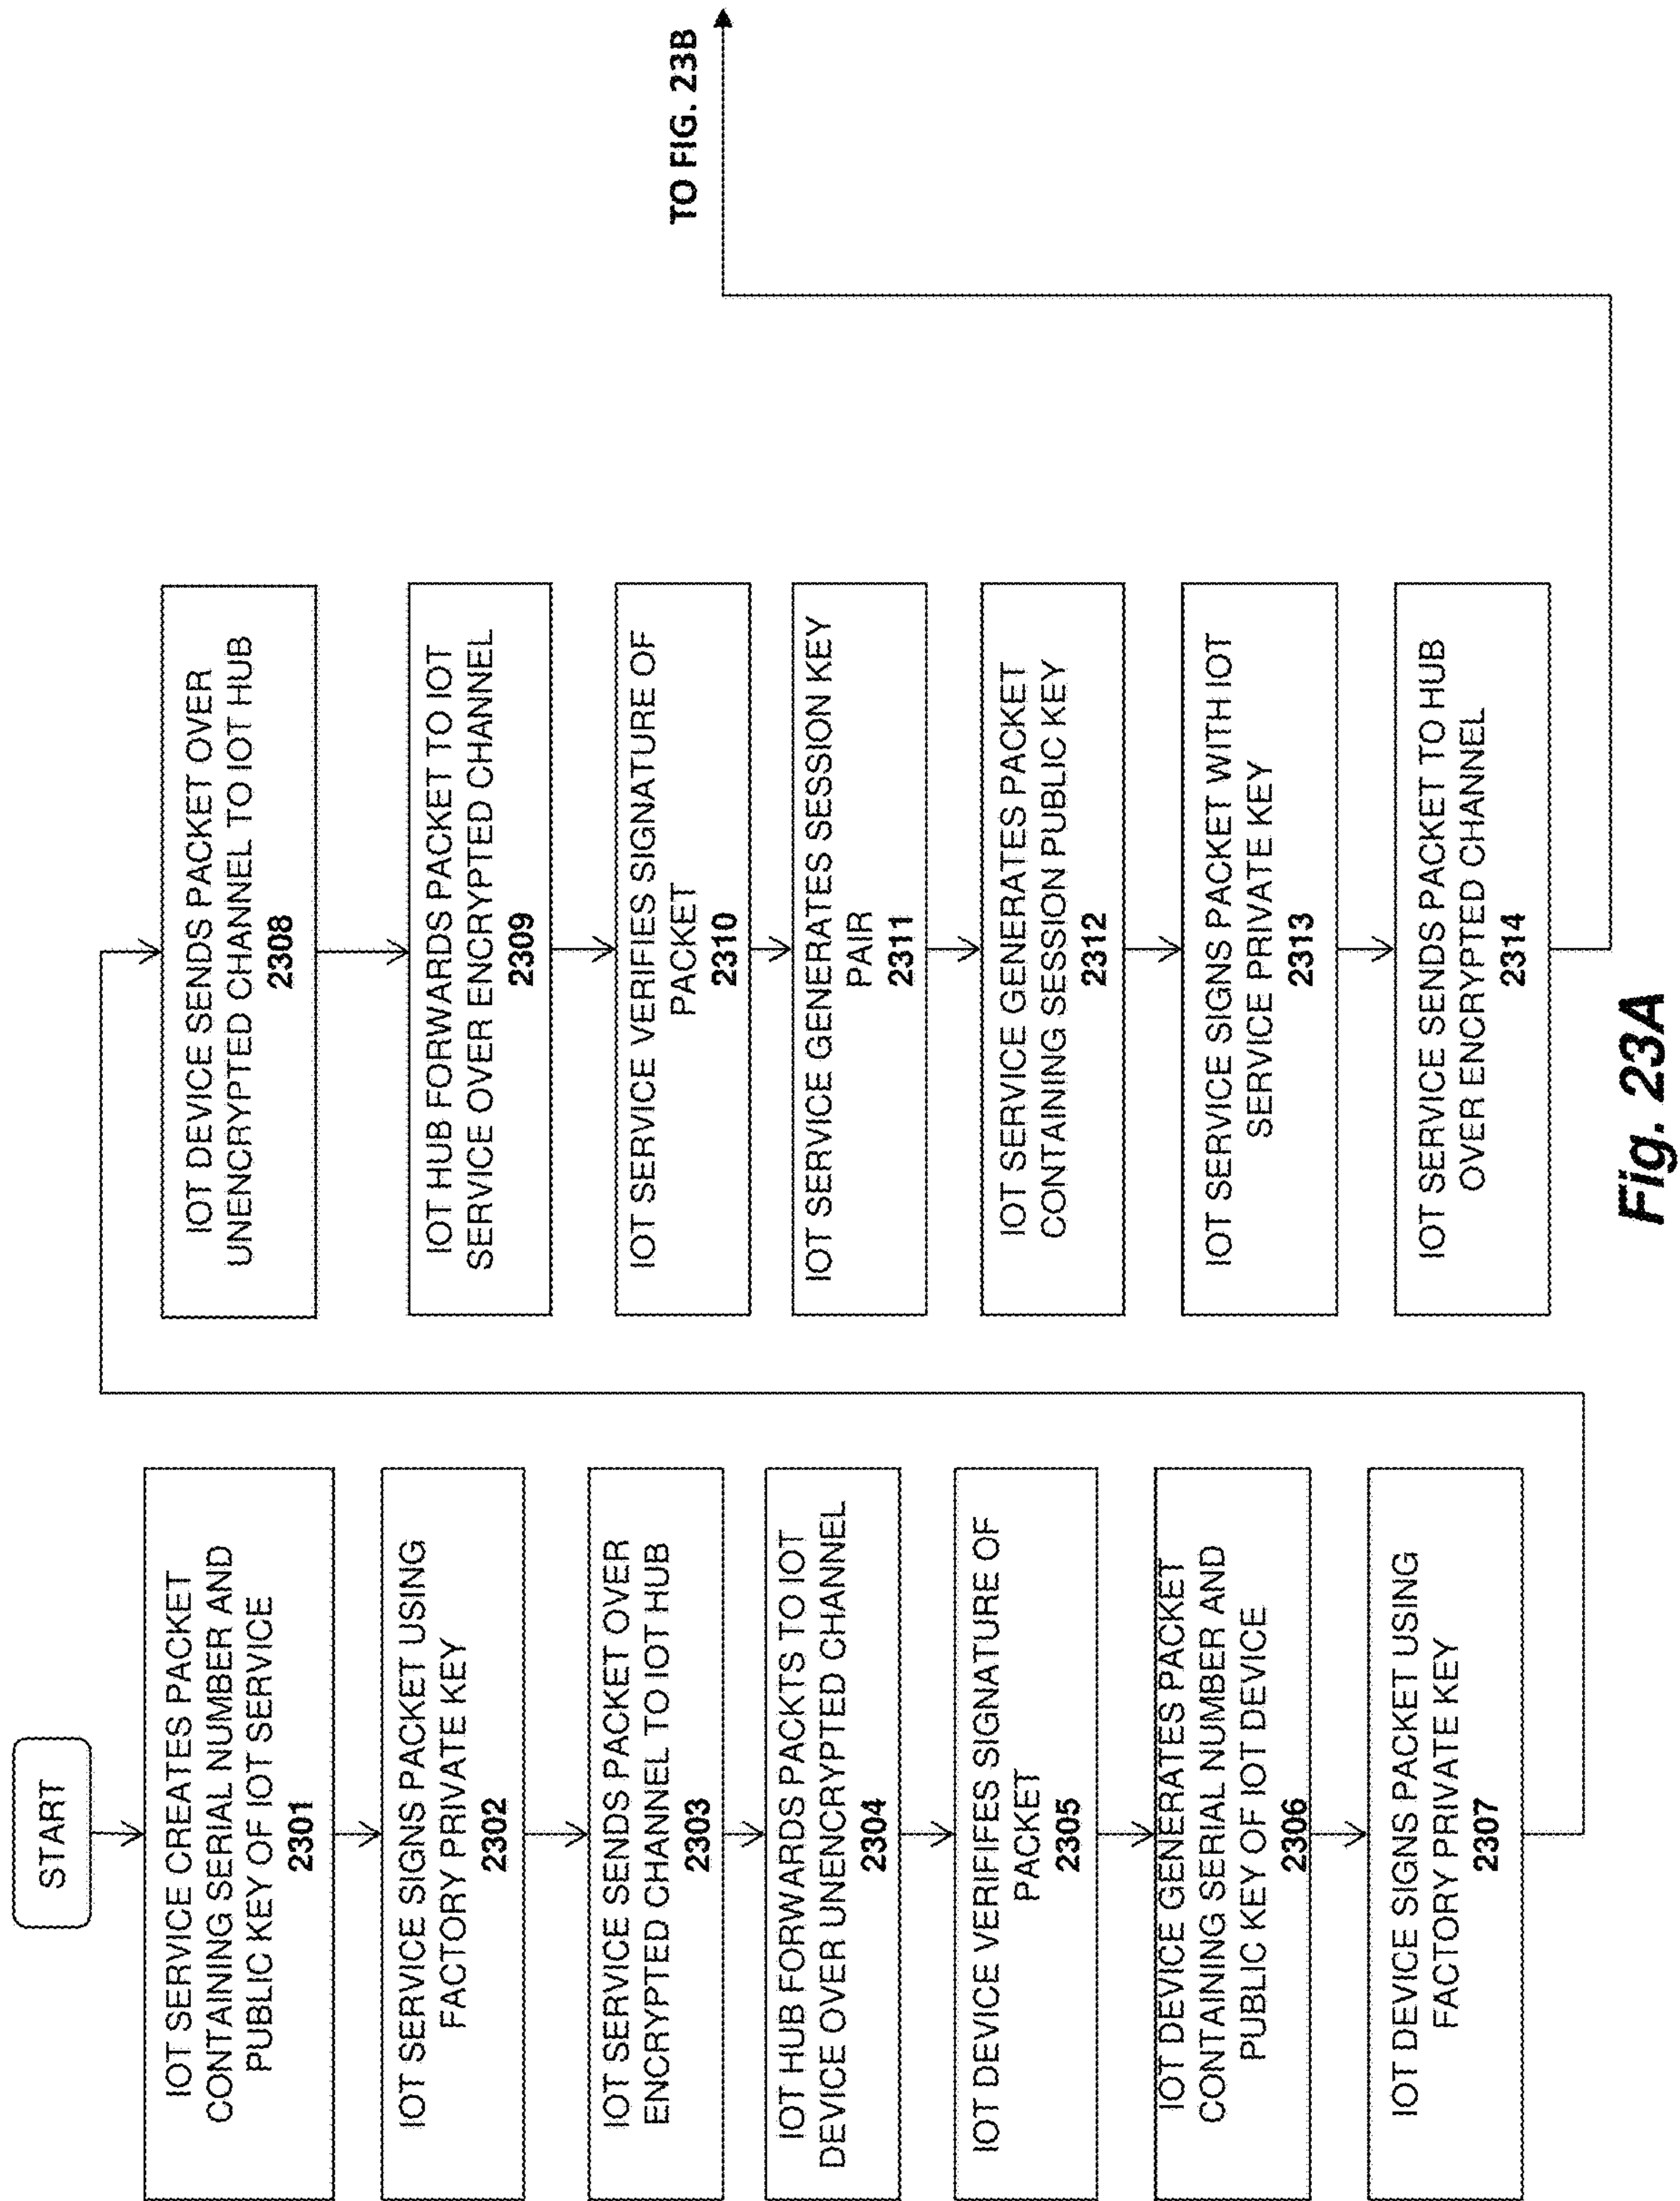 START
IOT SERVICE CREATES PACKET
CONTAINING SERIAL NUMBER AND
PUBLIC KEY OF IOT SERVICE
2301
IOT SERVICE SIGNS PACKET USING
FACTORY PRIVATE KEY
2302
IOT SERVICE SENDS PACKET OVER
ENCRYPTED CHANNEL TO IOT HUB
2303
IOT HUB FORWARDS PACKTS TO IOT
DEVICE OVER UNENCRYPTED CHANNEL
2304
IOT DEVICE VERIFIFES SIGNATURE OF
PACKET
2305
IOT DEVICE GENERATES PACKET
CONTAINING SERIAL NUMBER AND
PUBLIC KEY OF IOT DEVICE
2306
IOT DEVICE SIGNS PACKET USING
FACTORY PRIVATE KEY
2307
IOT DEVICE SENDS PACKET OVER
UNENCRYPTED CHANNEL TO IOT HUB
2308
IOT HUB FORWARDS PACKET TO IOT
SERVICE OVER ENCRYPTED CHANNEL
2309
IOT SERVICE VERIFIES SIGNATURE OF
PACKET
2310
IOT SERVICE GENERATES SESSION KEY
PAIR
2311
IOT SERVICE GENERATES PACKET
CONTAINING SESSION PUBLIC KEY
2312
IOT SERVICE SIGNS PACKET WITH IOT
SERVICE PRIVATE KEY
2313
IOT SERVICE SENDS PACKET TO HUB
OVER ENCRYPTED CHANNEL
2314
TO FIG. 23B
Fig. 23A